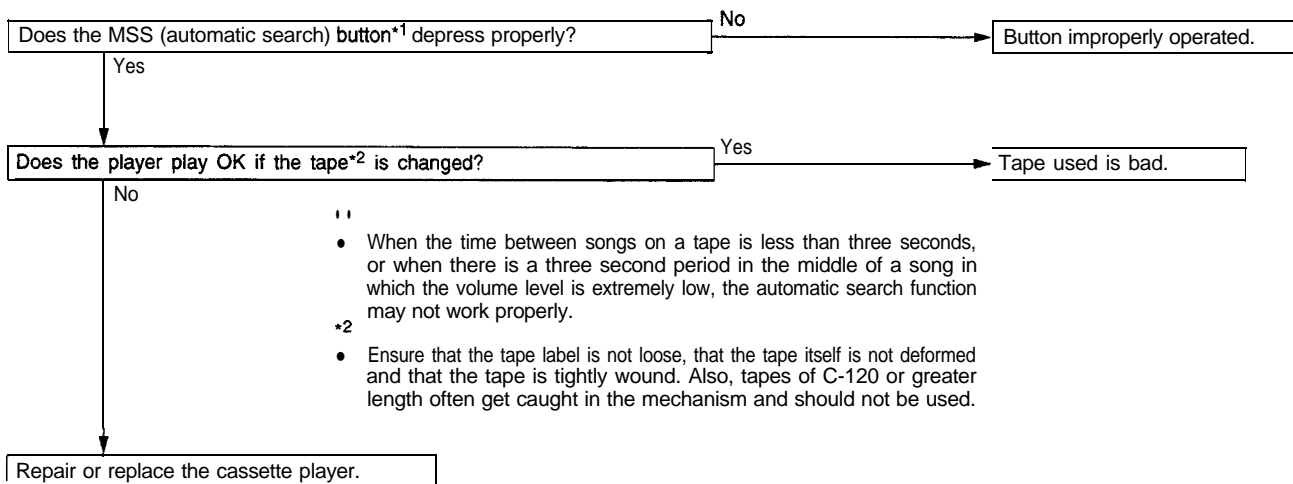 Does the MSS (automatic search) button*1 depress properly?
No
Button improperly operated.
Yes
Does the player play OK if the tape*2 is changed?
Yes
Tape used is bad.
No
• When the time between songs on a tape is less than three seconds,
or when there is a three second period in the middle of a song in
which the volume level is extremely low, the automatic search function
may not work properly.
*2
• Ensure that the tape label is not loose, that the tape itself is not deformed
and that the tape is tightly wound. Also, tapes of C-120 or greater
length often get caught in the mechanism and should not be used.
Repair or replace the cassette player.